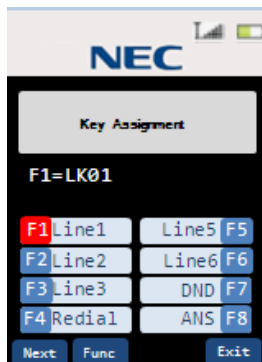 NEC
Key Assignment
F1=LK01
F1 Line1 Line5 F5
F2 Line2 Line6 F6
F3 Line3 DND F7
F4 Redial ANS F8
Next Func Exit